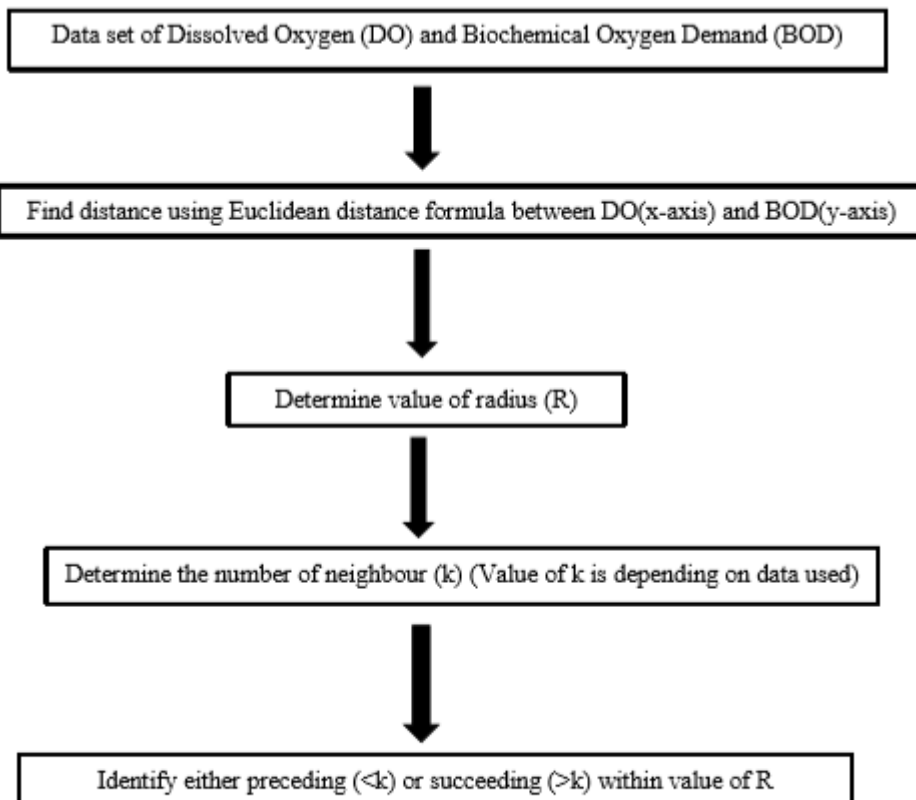 Data set of Dissolved Oxygen (DO) and Biochemical Oxygen Demand (BOD)
Find distance using Euclidean distance formula between DO(x-axis) and BOD(y-axis)
Determine value of radius (R)
Determine the number of neighbour (k) (Value of k is depending on data used)
Identify either preceding (<k) or succeeding (>k) within value of R